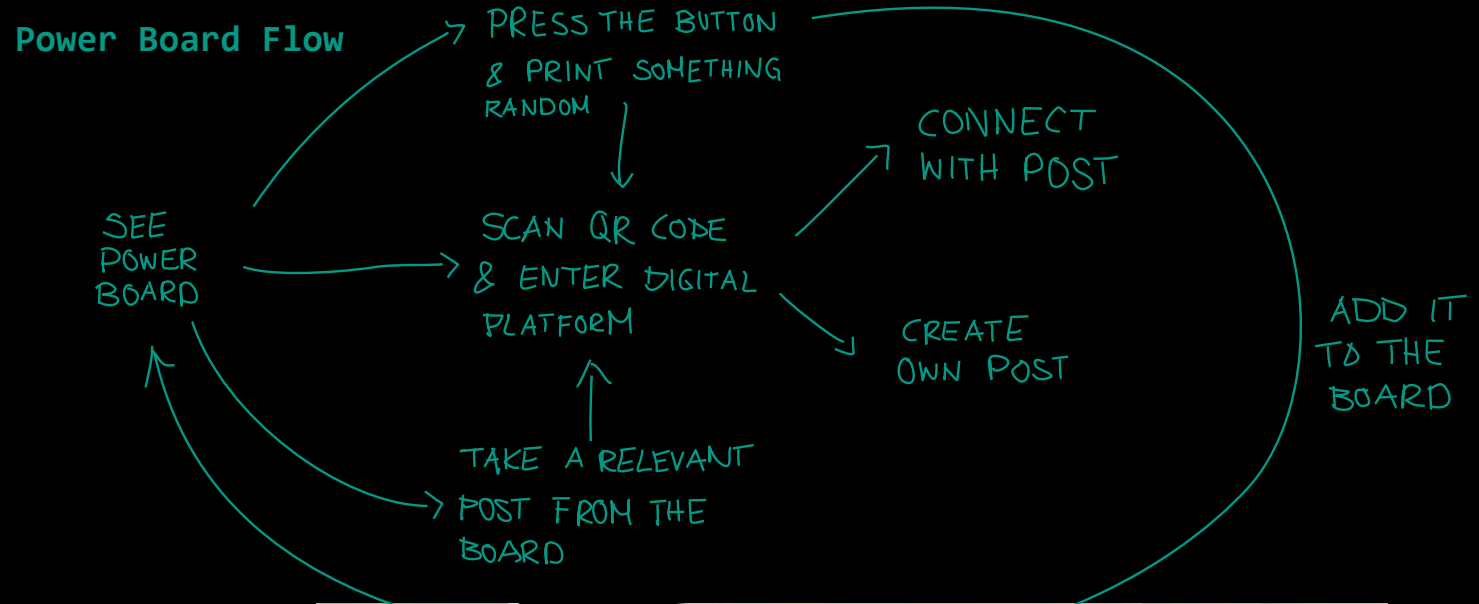 Power Board Flow
PRESS THE BUTTON
& PRINT SOMETHING
RANDOM
CONNECT
WITH POST
SEE
POWER
BOARD
SCAN QR CODE
& ENTER DIGITAL
PLATFORM
CREATE
OWN POST
ADD IT
TO THE
BOARD
TAKE A RELEVANT
POST FROM THE
BOARD